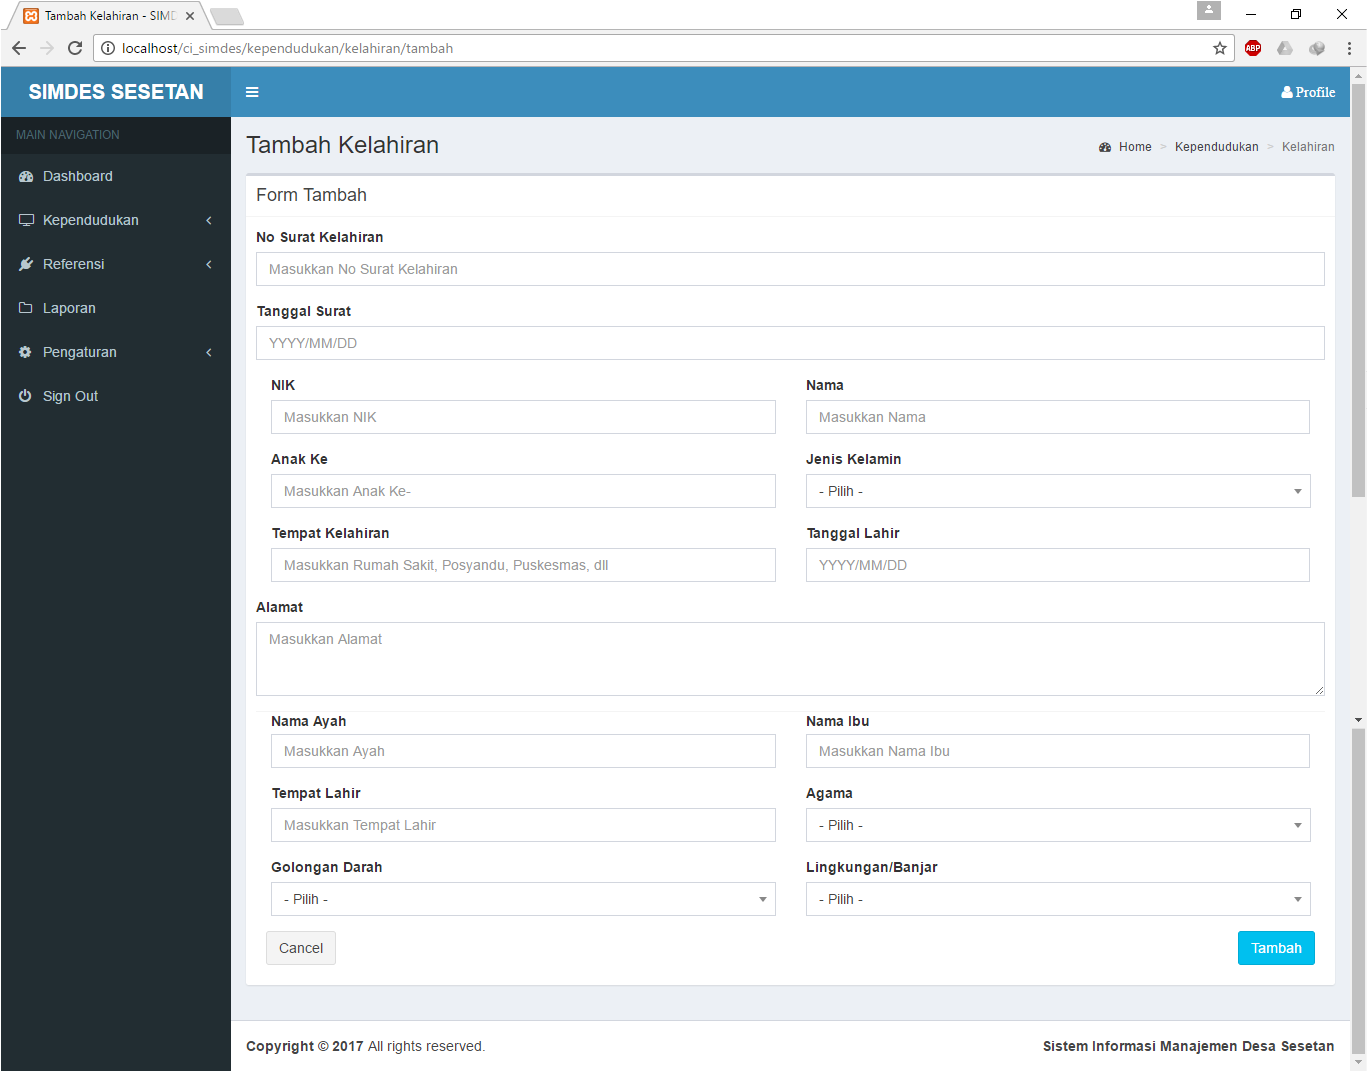 Tambah Kelahiran - SIMD
localhost/ci_simdes/kependudukan/kelahiran/tambah
ABP
SIMDES SESETAN
Profile
MAIN NAVIGATION
Dashboard
Kependudukan
Referensi
Laporan
Pengaturan
Sign Out
Tambah Kelahiran
Home > Kependudukan > Kelahiran
Form Tambah
No Surat Kelahiran
Masukkan No Surat Kelahiran
Tanggal Surat
YYYY/MM/DD
NIK
Masukkan NIK
Nama
Masukkan Nama
Anak Ke
Masukkan Anak Ke-
Jenis Kelamin
- Pilih -
Tempat Kelahiran
Masukkan Rumah Sakit, Posyandu, Puskesmas, dll
Tanggal Lahir
YYYY/MM/DD
Alamat
Masukkan Alamat
Nama Ayah
Masukkan Ayah
Nama Ibu
Masukkan Nama Ibu
Tempat Lahir
Masukkan Tempat Lahir
Agama
- Pilih -
Golongan Darah
- Pilih -
Lingkungan/Banjar
- Pilih -
Cancel
Tambah
Copyright © 2017 All rights reserved.
Sistem Informasi Manajemen Desa Sesetan